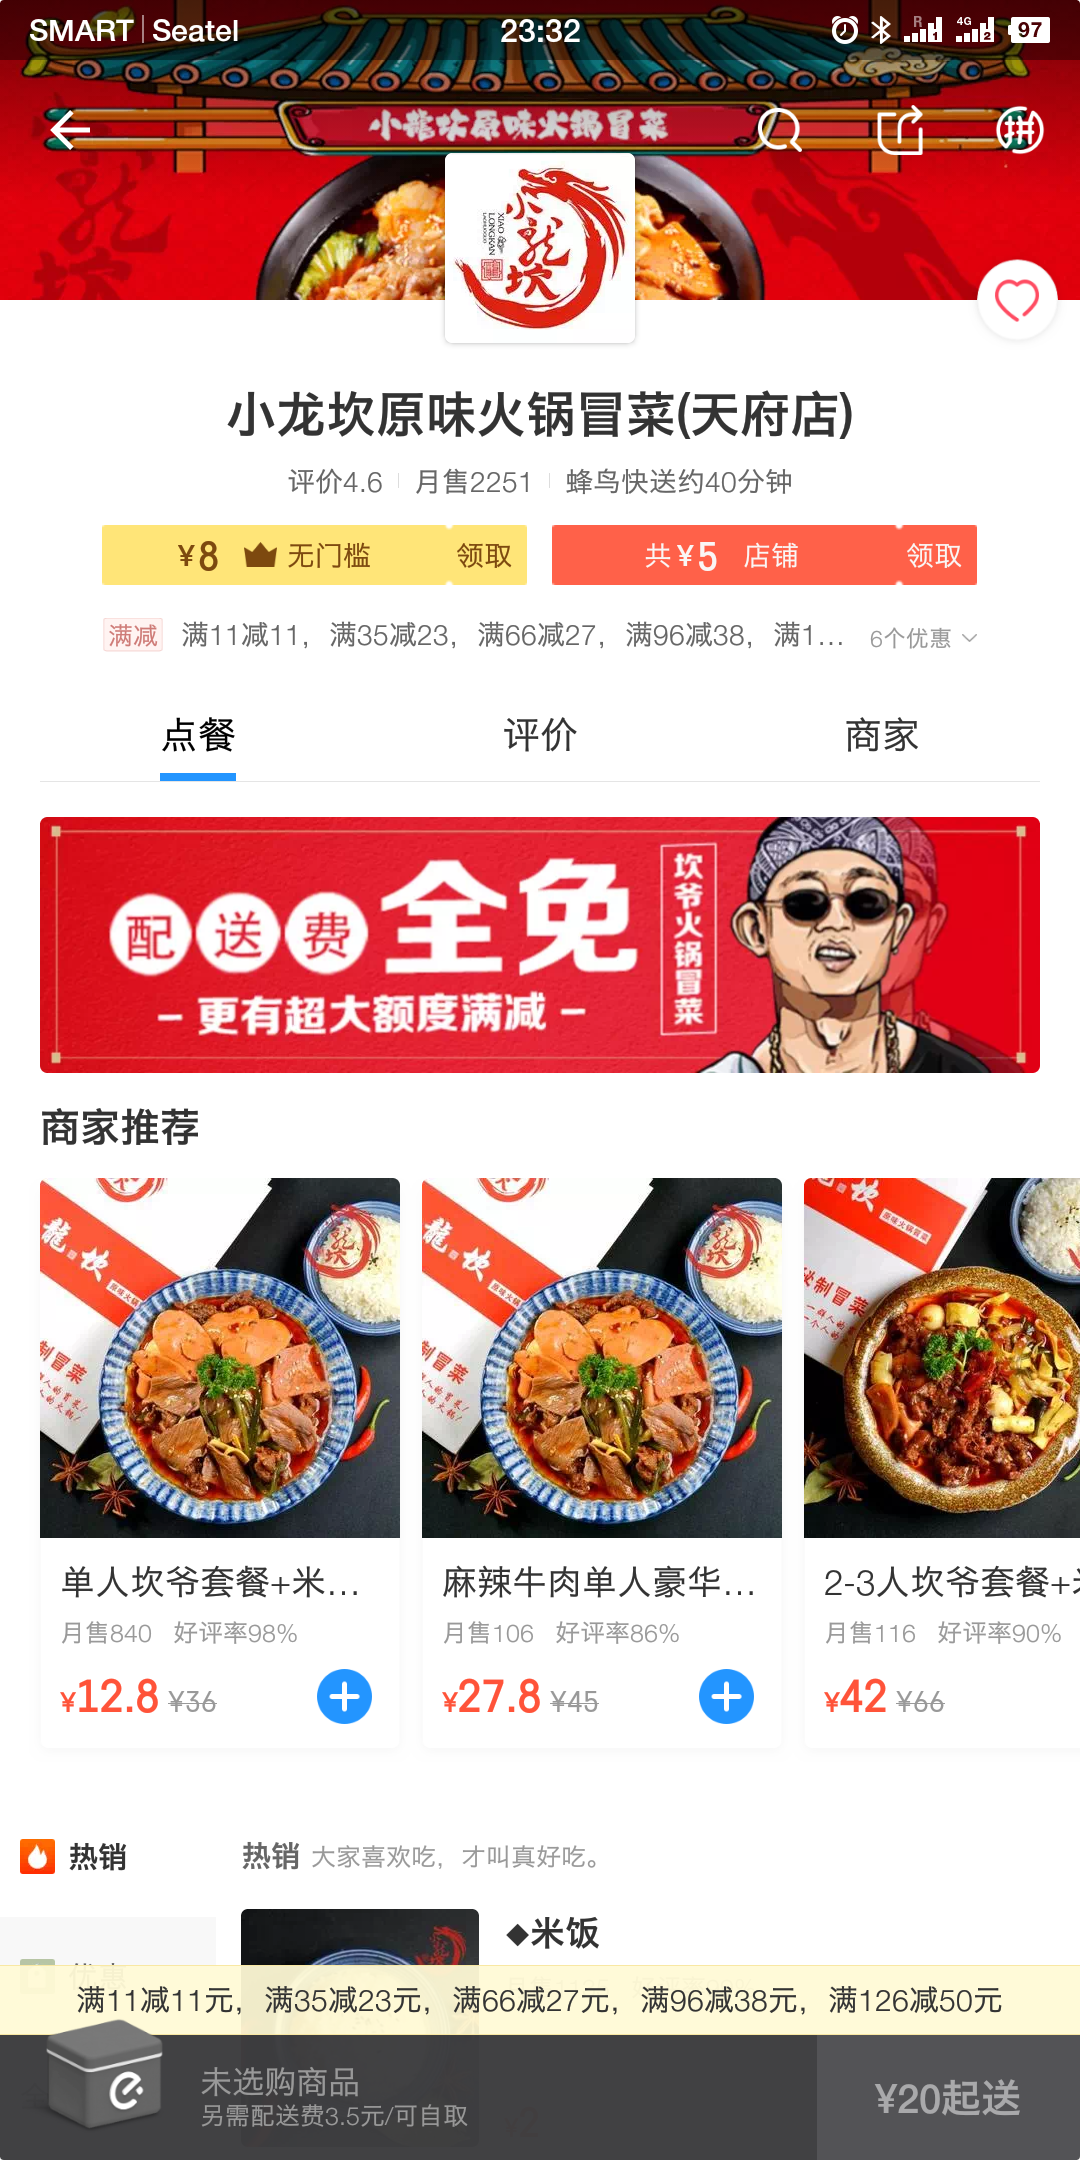 SMART Seatel 23:32 R 1 4G 2 97
小龍坎原味火锅冒菜
拼
小龍坎
XIAO LONGKAN
小龙坎原味火锅冒菜(天府店)
评价4.6 月售2251 蜂鸟快送约40分钟
¥8 无门槛 领取 共¥5 店铺 领取
满减 满11减11，满35减23，满66减27，满96减38，满1... 6个优惠
点餐 评价 商家
配送费全免
坎爷火锅冒菜
－更有超大额度满减－
商家推荐
单人坎爷套餐+米... 麻辣牛肉单人豪华... 2-3人坎爷套餐+米
月售840 好评率98% 月售106 好评率86% 月售116 好评率90%
¥12.8 ¥36 ¥27.8 ¥45 ¥42 ¥66
热销 热销 大家喜欢吃，才叫真好吃。
◆米饭
优惠
满11减11元，满35减23元，满66减27元，满96减38元，满126减50元
未选购商品
另需配送费3.5元/可自取
¥20起送